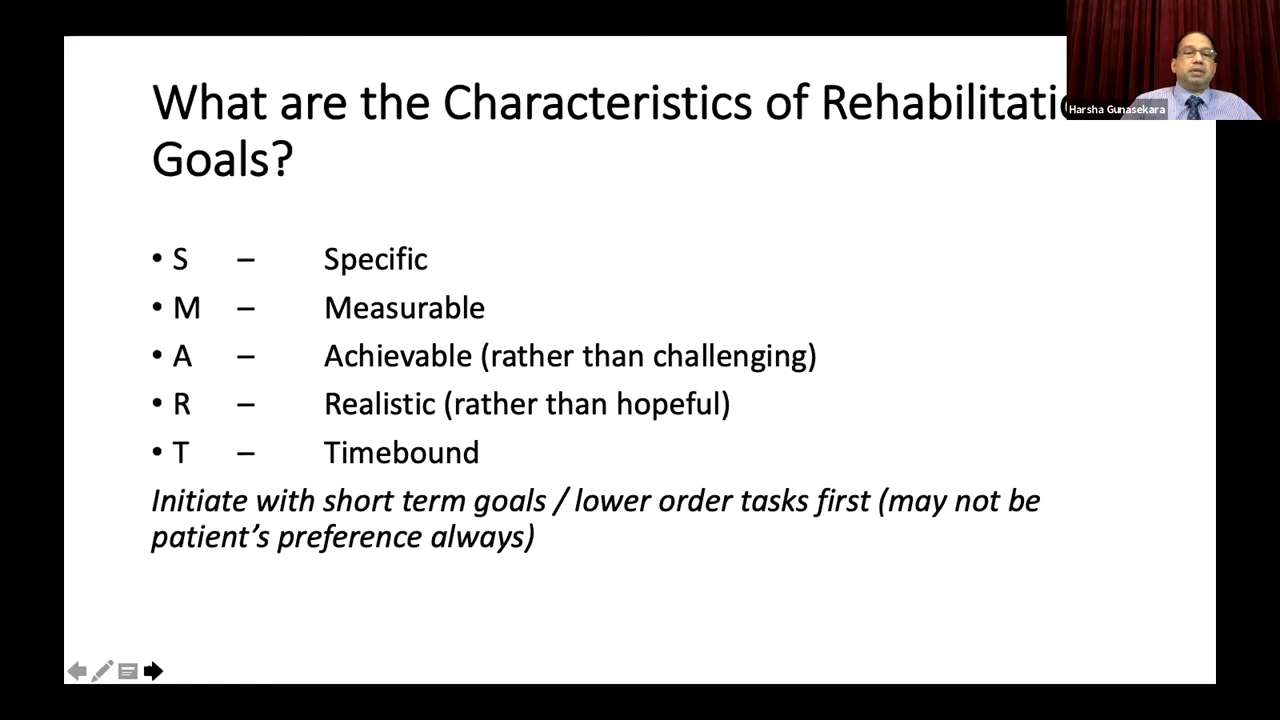 What are the Characteristics of Rehabilitati
Goals?
Harsha Gunasekara
• S – Specific
• M – Measurable
• A – Achievable (rather than challenging)
• R – Realistic (rather than hopeful)
• T – Timebound
Initiate with short term goals / lower order tasks first (may not be
patient's preference always)